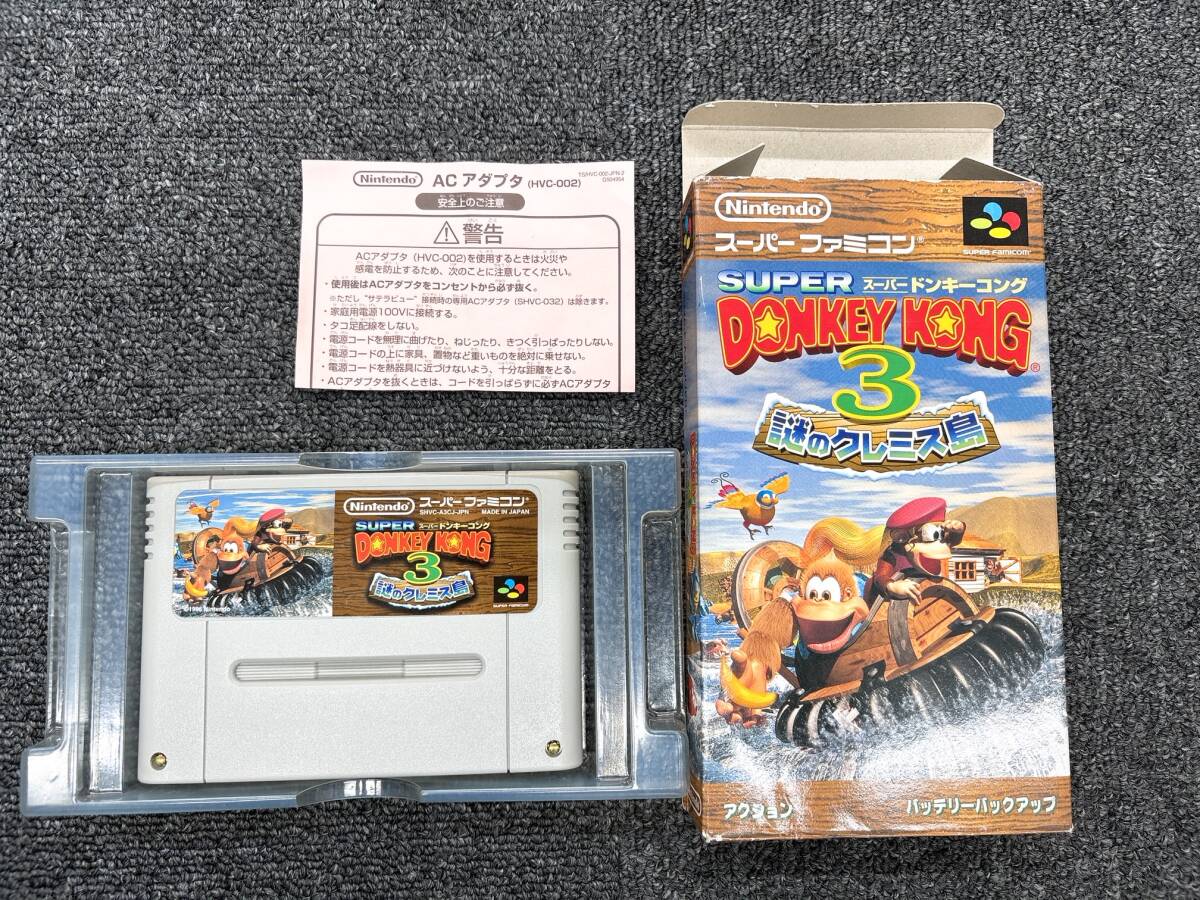 Nintendo ACアダプタ (HVC-002)
TS/HVC-002-JPN-2
安全上のご注意
警告
ACアダプタ (HVC-002)を使用するときは火災や
感電を防止するため、次のことに注意してください。
・使用後はACアダプタをコンセントから必ず抜く。
※ただし"サテラビュー"接続時の専用ACアダプタ (SHVC-032) は除きます。
・家庭用電源100Vに接続する。
・タコ足配線をしない。
・電源コードを無理に曲げたり、ねじったり、きつく引っぱったりしない。
・電源コードの上に家具、置物など重いものを絶対に乗せない。
・電源コードを熱器具に近づけないよう、十分な距離をとる。
・ACアダプタを抜くときは、コードを引っぱらずに必ずACアダプタ
Nintendo
スーパーファミコン®
SUPER FAMICOM™
SUPER スーパー ドンキーコング
DONKEY KONG®
3
謎のクレミス島
アクション バッテリーバックアップ
Nintendo スーパーファミコン®
SHVC-A3CJ-JPN MADE IN JAPAN
SUPER スーパー ドンキーコング
DONKEY KONG
3
謎のクレミス島
SUPER FAMICOM
©1996 Nintendo